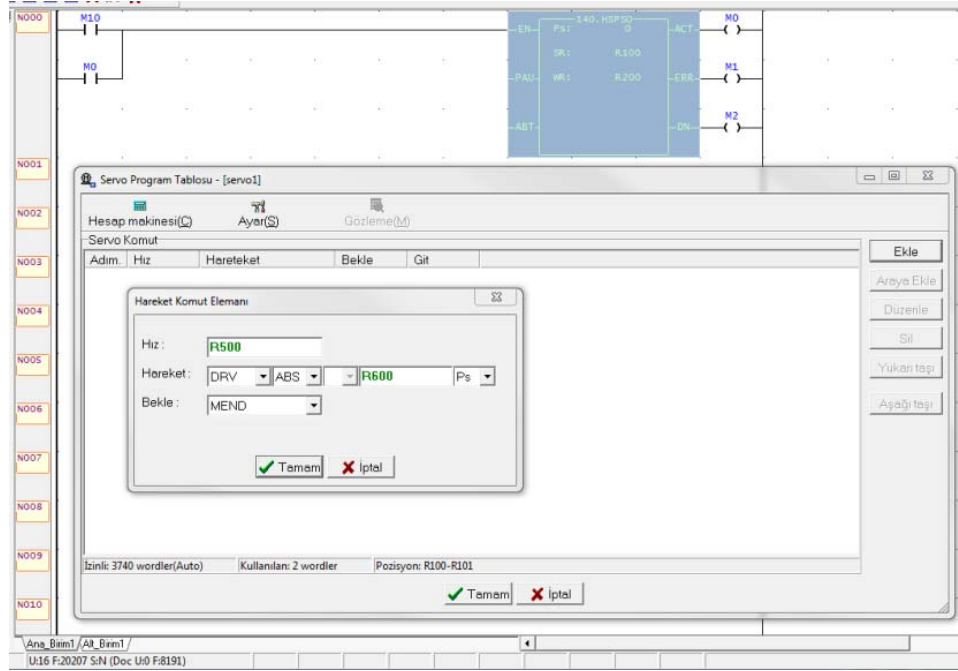 N000
M10
140.HSPSO
M0
EN
Ps:
0
ACT
SR:
R100
M0
PAU
WR:
R200
ERR
M1
ABT
DN
M2
N001
Servo Program Tablosu - [servo1]
N002
Hesap makinesi(C)
Ayar(S)
Gözleme(M)
Servo Komut
Ekle
N003
Adım.
Hız
Hareteket
Bekle
Git
Araya Ekle
Hareket Komut Elemanı
N004
Düzenle
Hız :
R500
Sil
N005
Hareket :
DRV
ABS
R600
Ps
Yukarı taşı
Bekle :
MEND
N006
Aşağı taşı
N007
Tamam
İptal
N008
N009
İzinli: 3740 wordler(Auto)
Kullanılan: 2 wordler
Pozisyon: R100-R101
Tamam
İptal
N010
Ana_Birim1
Alt_Birim1
U:16 F:20207 S:N (Doc U:0 F:8191)